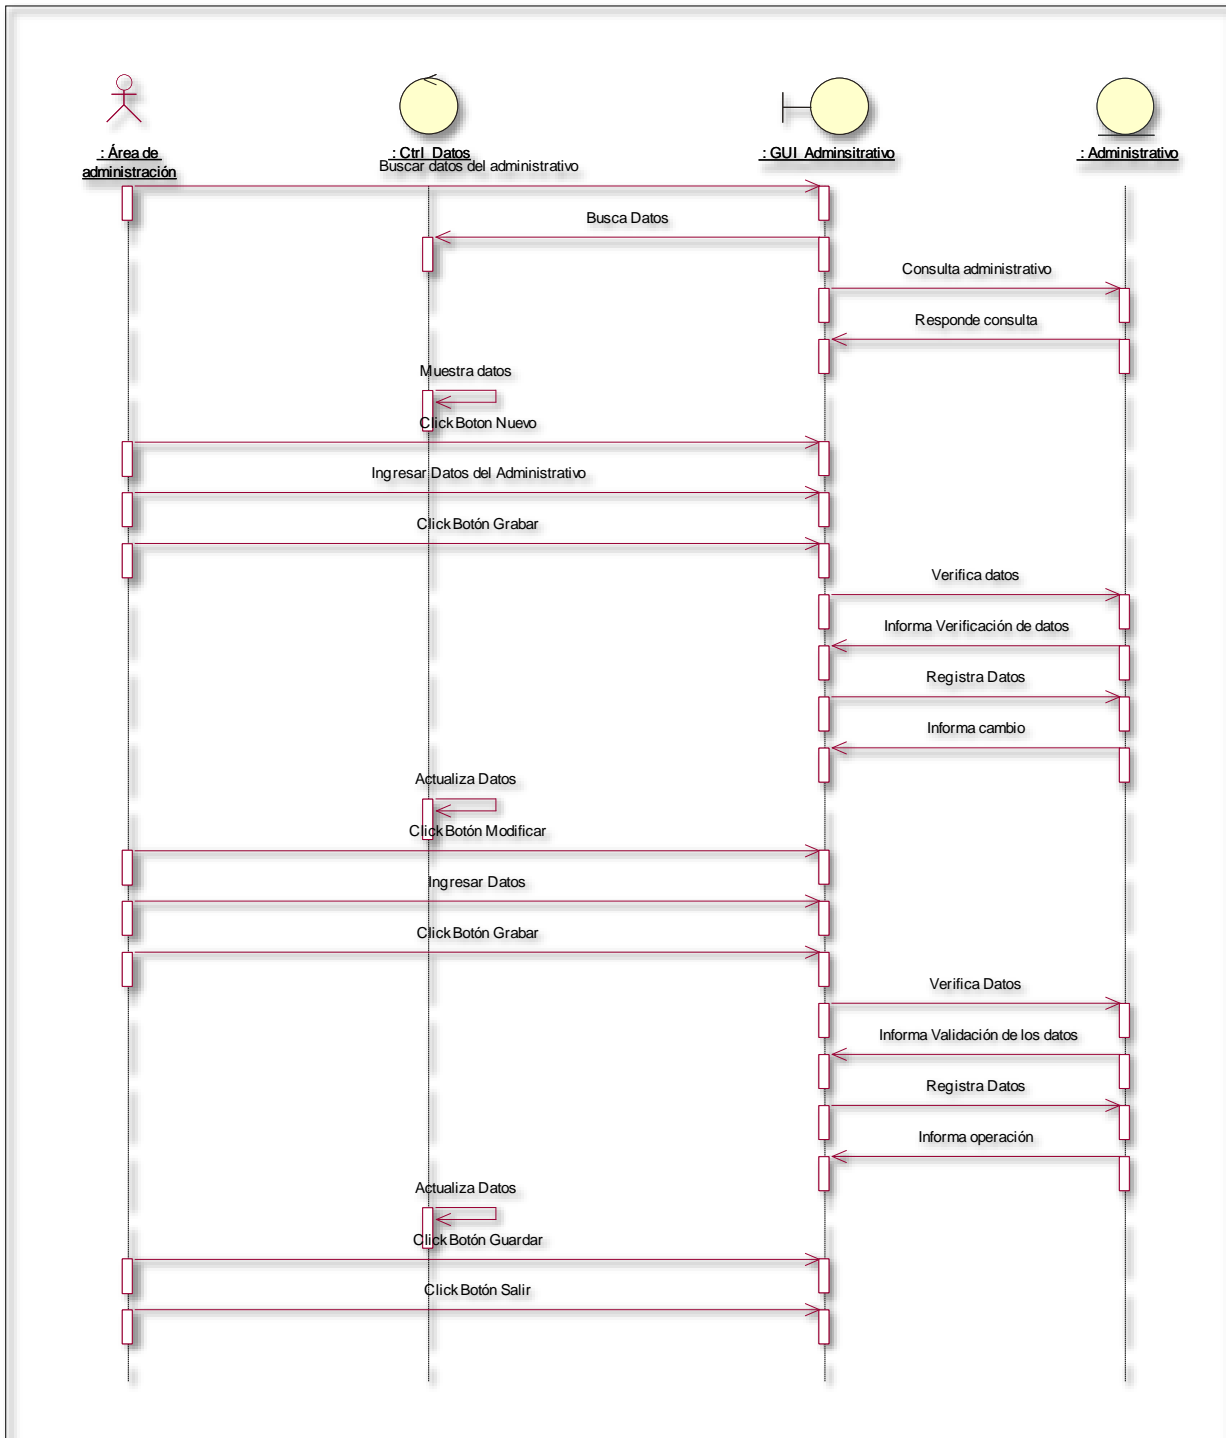 : Área de
administración
: Ctrl_Datos
: GUI_Adminsitrativo
: Administrativo
Buscar datos del administrativo
Busca Datos
Consulta administrativo
Responde consulta
Muestra datos
Click Boton Nuevo
Ingresar Datos del Administrativo
Click Botón Grabar
Verifica datos
Informa Verificación de datos
Registra Datos
Informa cambio
Actualiza Datos
Click Botón Modificar
Ingresar Datos
Click Botón Grabar
Verifica Datos
Informa Validación de los datos
Registra Datos
Informa operación
Actualiza Datos
Click Botón Guardar
Click Botón Salir